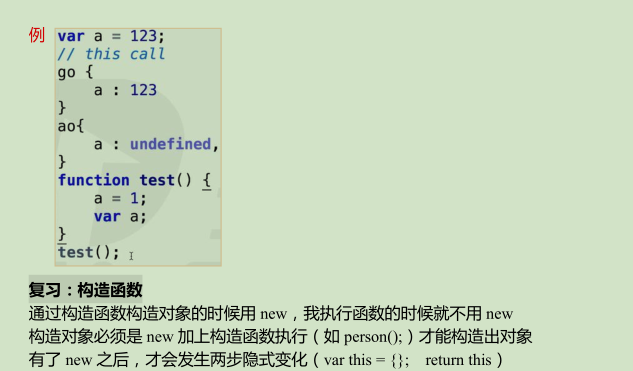 例
var a = 123;
// this call
go {
a : 123
}
ao{
a : undefined,
}
function test() {
a = 1;
var a;
}
test();
复习：构造函数
通过构造函数构造对象的时候用 new，我执行函数的时候就不用 new
构造对象必须是 new 加上构造函数执行（如 person();）才能构造出对象
有了 new 之后，才会发生两步隐式变化（var this = {}; return this）